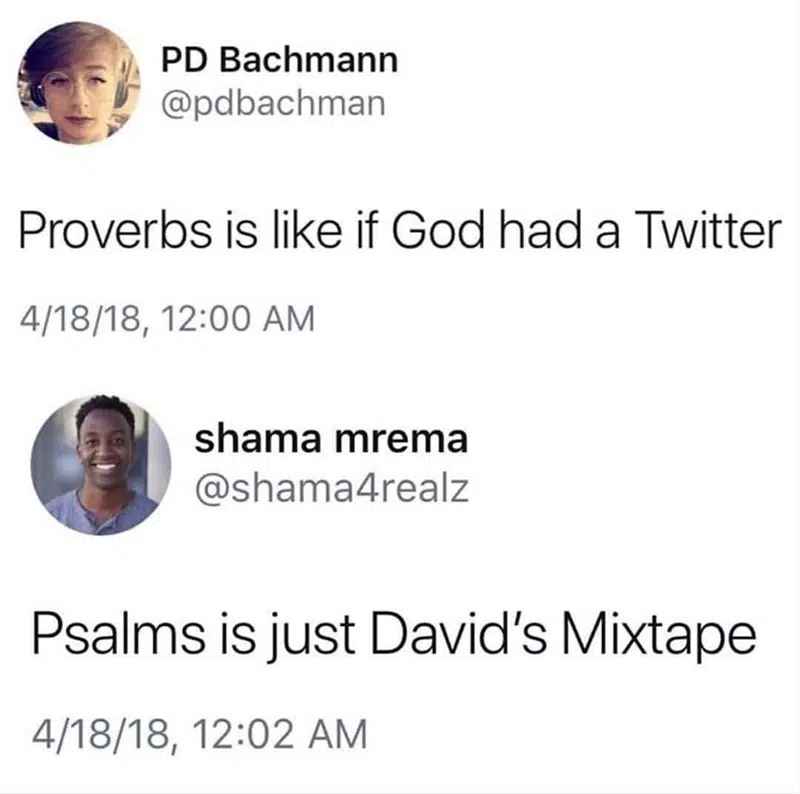 PD Bachmann
@pdbachman
Proverbs is like if God had a Twitter
4/18/18, 12:00 AM
shama mrema
@shama4realz
Psalms is just David's Mixtape
4/18/18, 12:02 AM